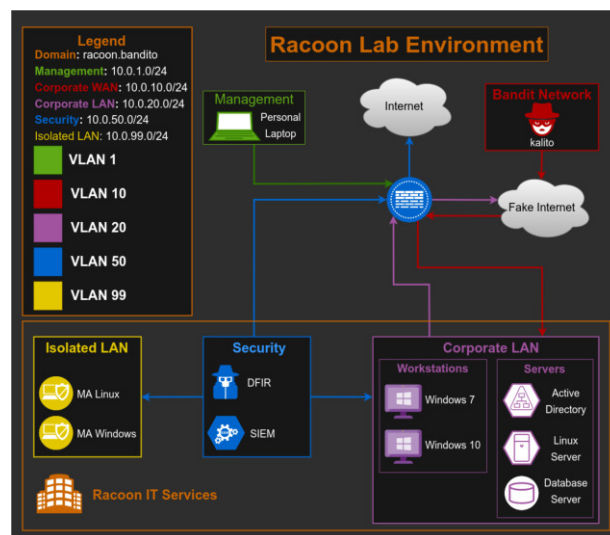 Legend
Domain: racoon.bandito
Management: 10.0.1.0/24
Corporate WAN: 10.0.10.0/24
Corporate LAN: 10.0.20.0/24
Security: 10.0.50.0/24
Isolated LAN: 10.0.99.0/24
VLAN 1
VLAN 10
VLAN 20
VLAN 50
VLAN 99
Racoon Lab Environment
Management
Personal
Laptop
Internet
Bandit Network
kalito
Fake Internet
Isolated LAN
MA Linux
MA Windows
Security
DFIR
SIEM
Corporate LAN
Workstations
Windows 7
Windows 10
Servers
Active
Directory
Linux
Server
Database
Server
Racoon IT Services